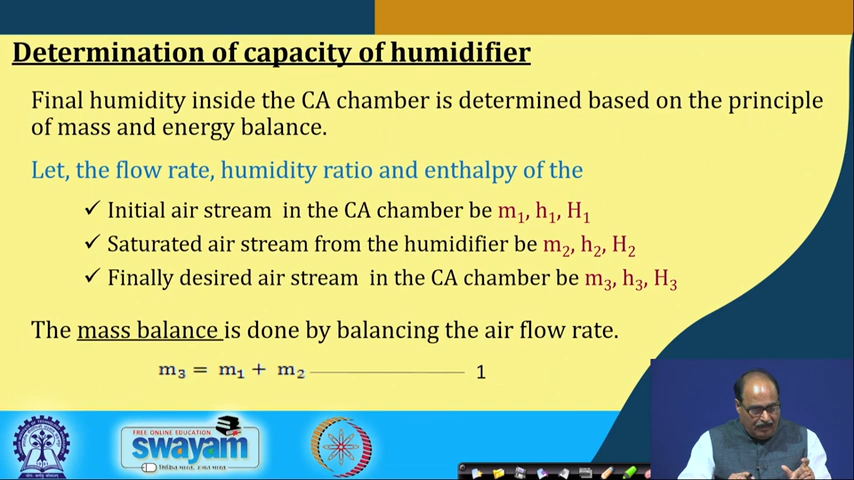 Determination of capacity of humidifier
Final humidity inside the CA chamber is determined based on the principle
of mass and energy balance.
Let, the flow rate, humidity ratio and enthalpy of the
✓ Initial air stream in the CA chamber be m₁, h₁, H₁
✓ Saturated air stream from the humidifier be m₂, h₂, H₂
✓ Finally desired air stream in the CA chamber be m₃, h₃, H₃
The mass balance is done by balancing the air flow rate.
m₃ = m₁ + m₂ 1
FREE ONLINE EDUCATION
swayam